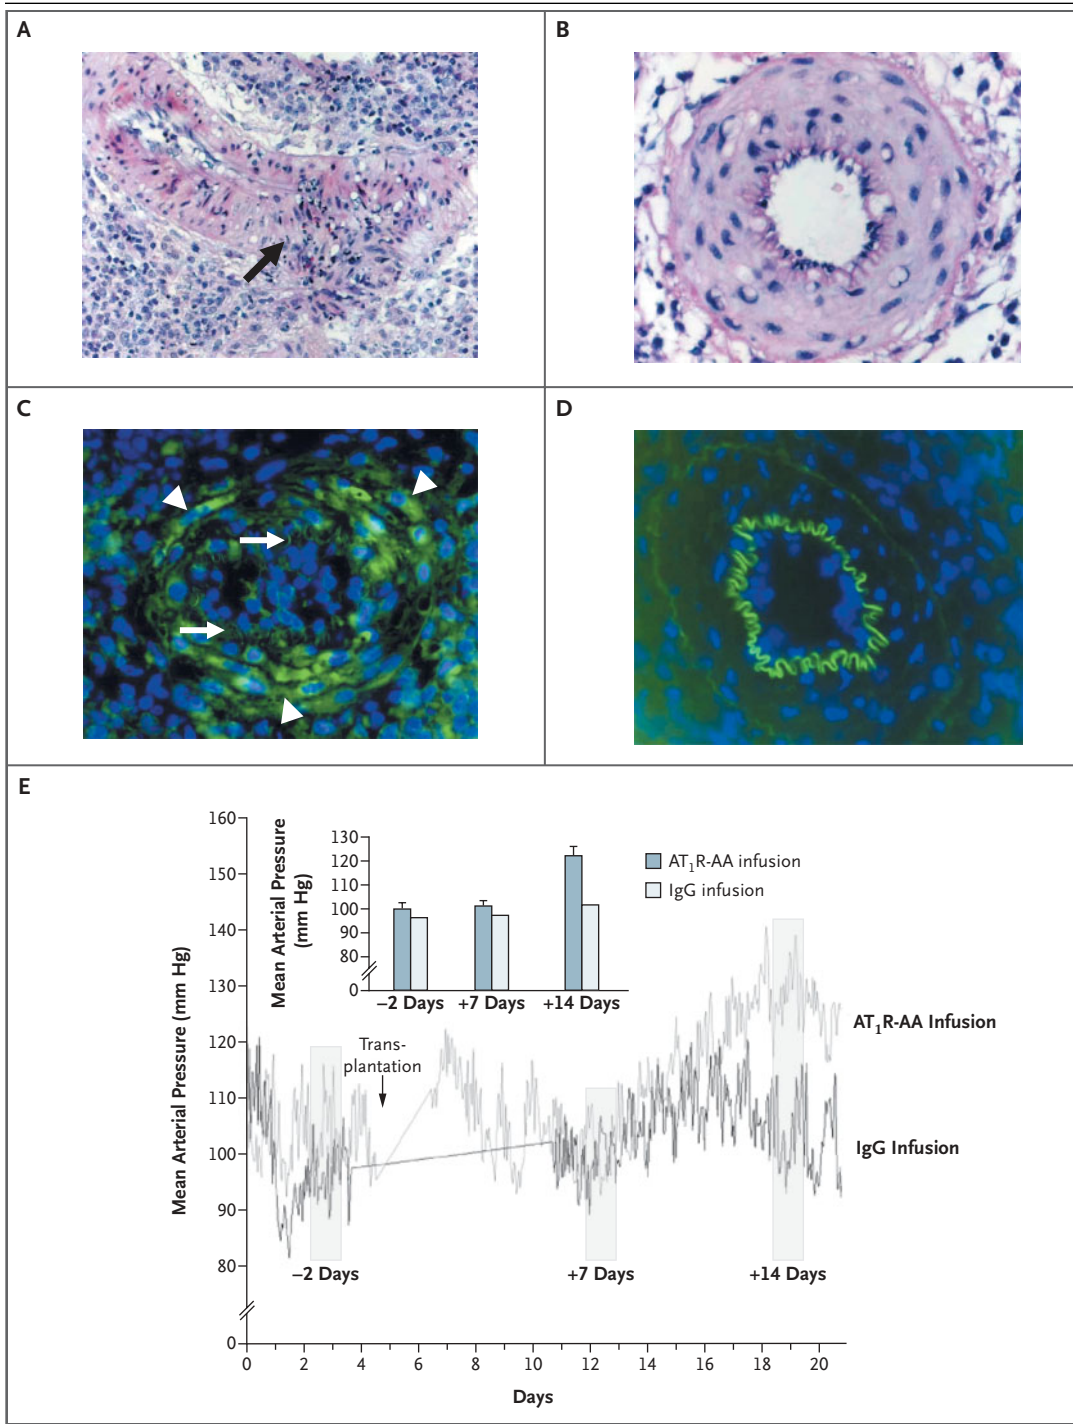 A
B
C
D
E
160
150
140
130
120
110
100
90
80
0
Mean Arterial Pressure (mm Hg)
Mean Arterial Pressure
(mm Hg)
130
120
110
100
90
80
0
−2 Days
+7 Days
+14 Days
AT₁R-AA infusion
IgG infusion
Trans-
plantation
AT₁R-AA Infusion
IgG Infusion
−2 Days
+7 Days
+14 Days
0
2
4
6
8
10
12
14
16
18
20
Days